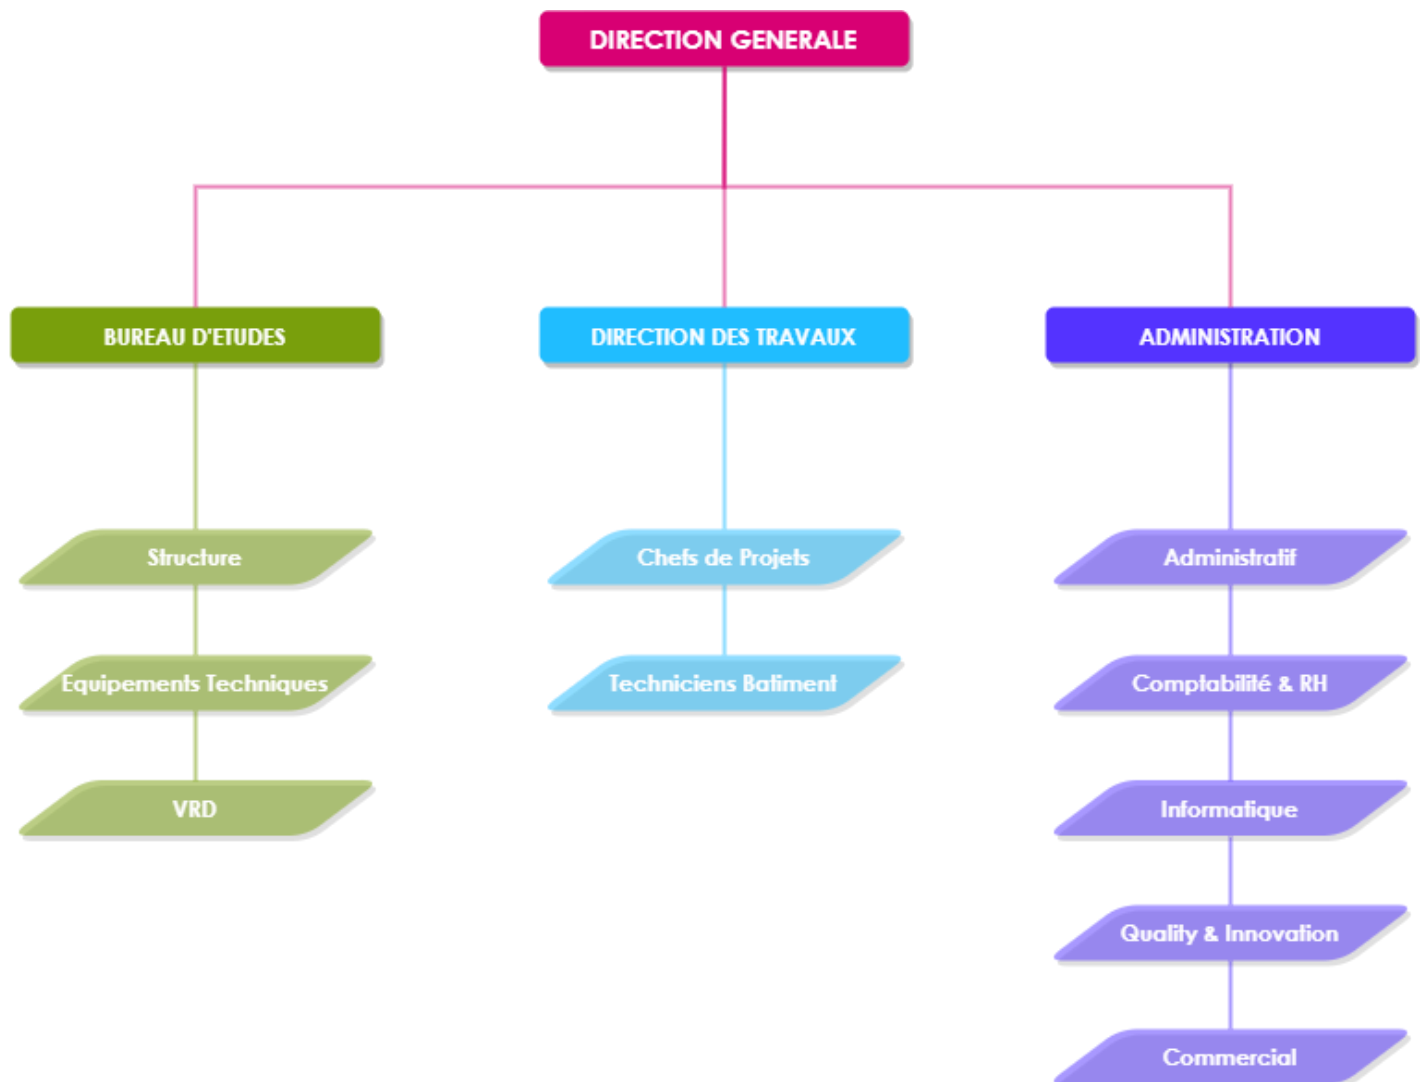 DIRECTION GENERALE
BUREAU D'ETUDES
DIRECTION DES TRAVAUX
ADMINISTRATION
Structure
Chefs de Projets
Administratif
Equipements Techniques
Techniciens Batiment
Comptabilité & RH
VRD
Informatique
Quality & Innovation
Commercial